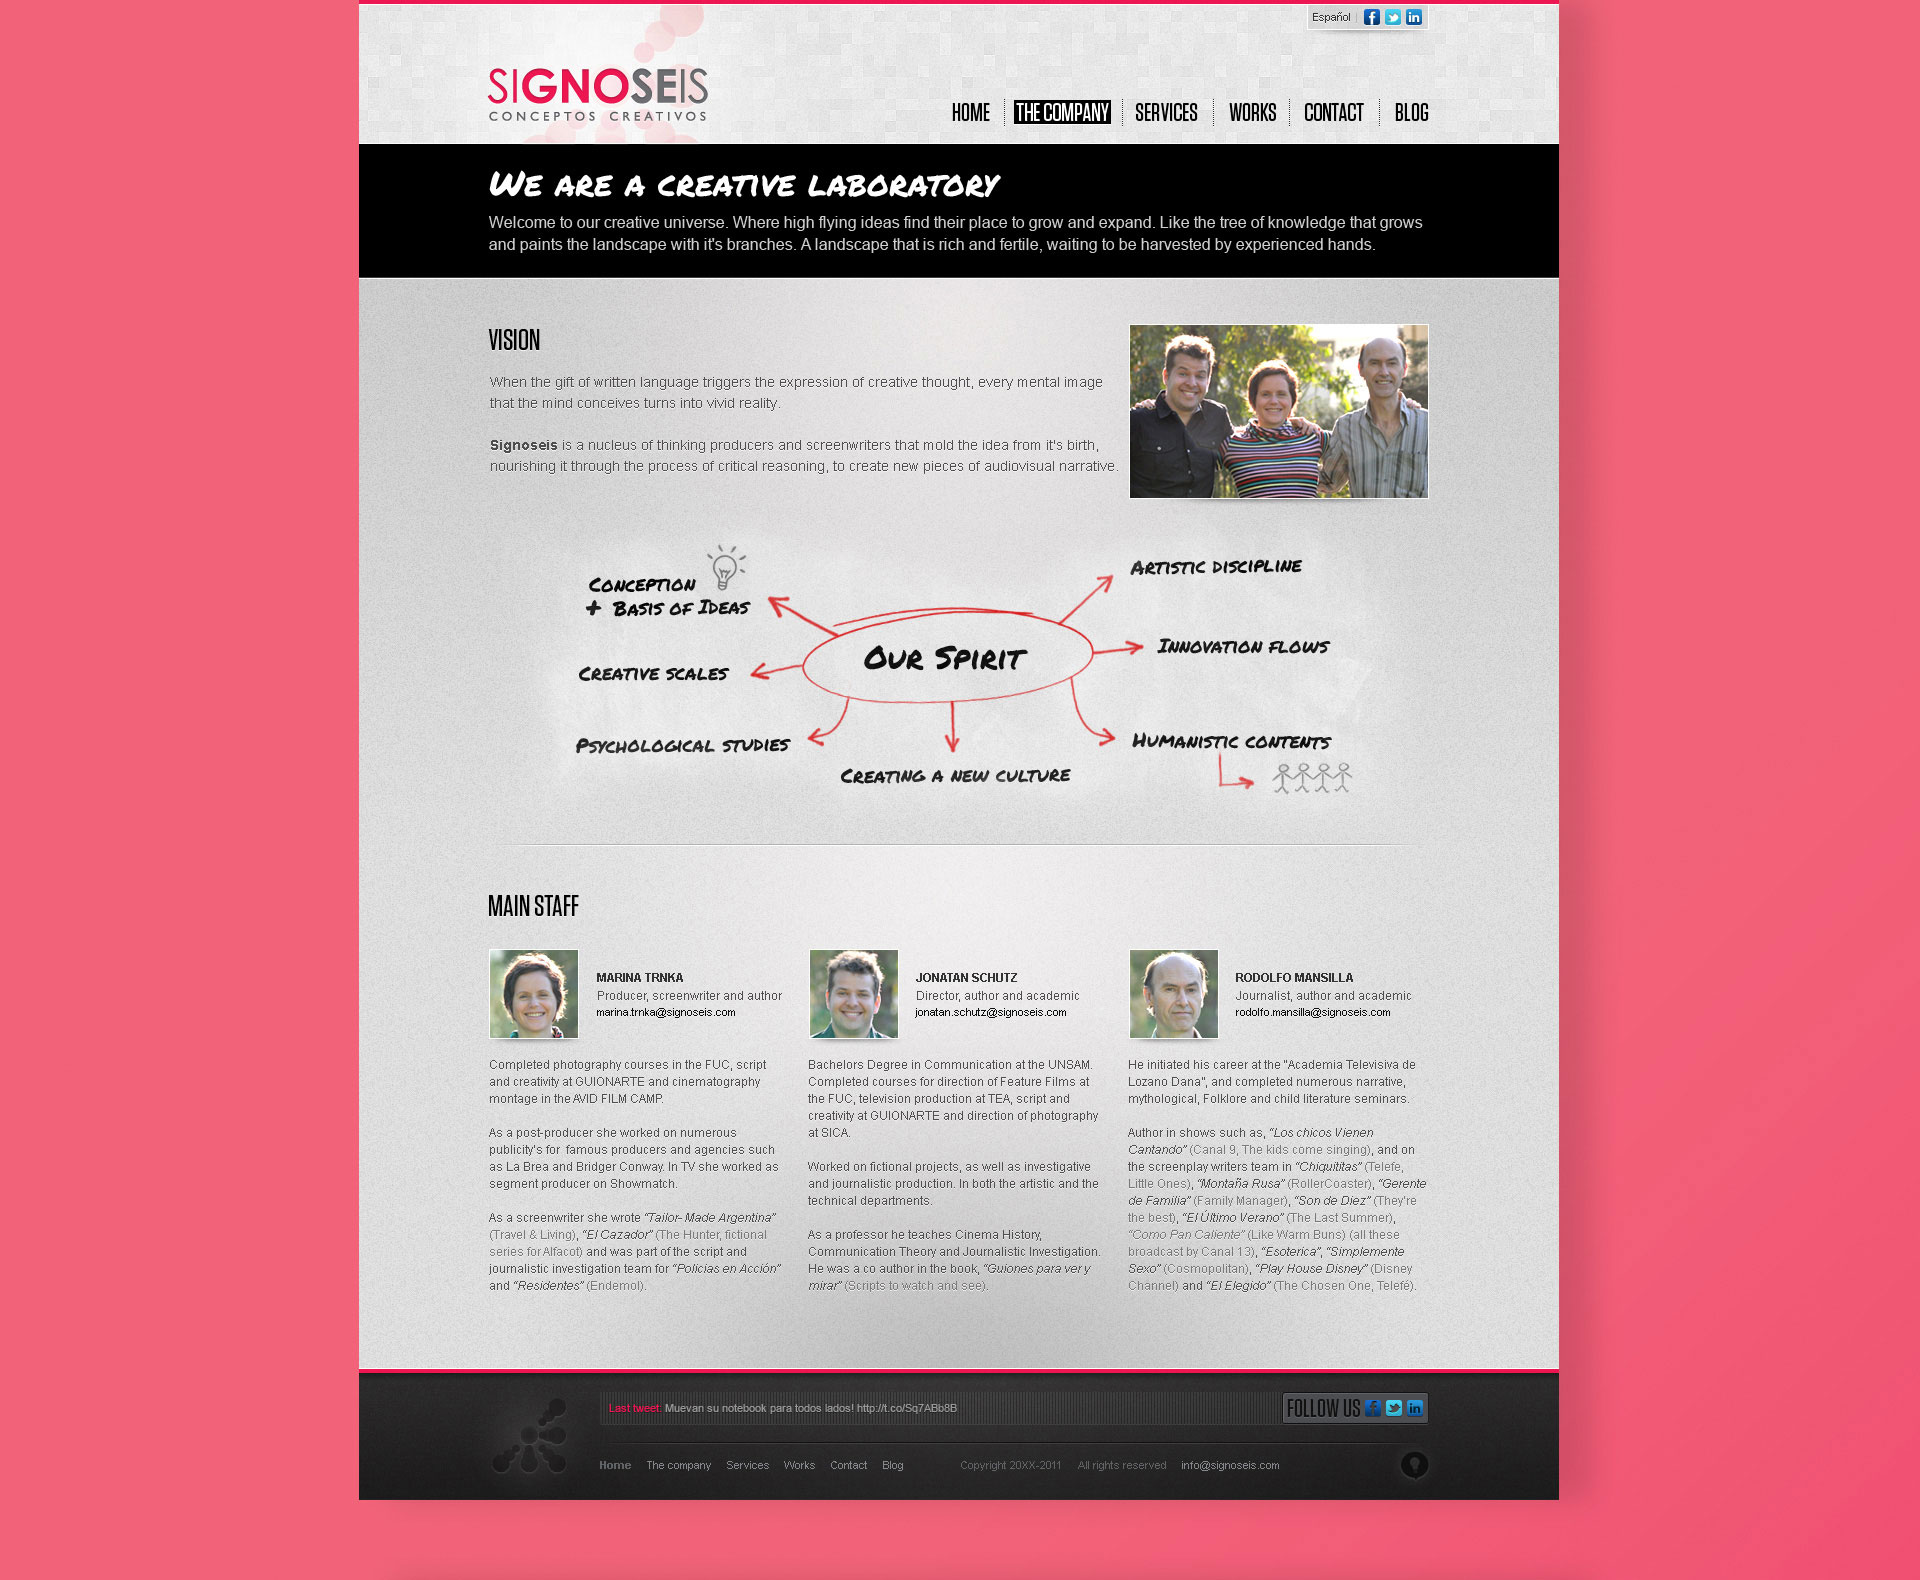 Español
SIGNOSEIS
CONCEPTOS CREATIVOS
HOME THE COMPANY SERVICES WORKS CONTACT BLOG
WE ARE A CREATIVE LABORATORY
Welcome to our creative universe. Where high flying ideas find their place to grow and expand. Like the tree of knowledge that grows
and paints the landscape with it's branches. A landscape that is rich and fertile, waiting to be harvested by experienced hands.
VISION
When the gift of written language triggers the expression of creative thought, every mental image
that the mind conceives turns into vivid reality.
Signoseis is a nucleus of thinking producers and screenwriters that mold the idea from it's birth,
nourishing it through the process of critical reasoning, to create new pieces of audiovisual narrative.
CONCEPTION
+ BASIS OF IDEAS
CREATIVE SCALES
PSYCHOLOGICAL STUDIES
OUR SPIRIT
CREATING A NEW CULTURE
ARTISTIC DISCIPLINE
INNOVATION FLOWS
HUMANISTIC CONTENTS
MAIN STAFF
MARINA TRNKA
Producer, screenwriter and author
marina.trnka@signoseis.com
Completed photography courses in the FUC, script
and creativity at GUIONARTE and cinematography
montage in the AVID FILM CAMP.
As a post-producer she worked on numerous
publicity's for famous producers and agencies such
as La Brea and Bridger Conway. In TV she worked as
segment producer on Showmatch.
As a screenwriter she wrote "Tailor- Made Argentina"
(Travel & Living), "El Cazador" (The Hunter, fictional
series for Alfacot) and was part of the script and
journalistic investigation team for "Policias en Acción"
and "Residentes" (Endemol).
JONATAN SCHUTZ
Director, author and academic
jonatan.schutz@signoseis.com
Bachelors Degree in Communication at the UNSAM.
Completed courses for direction of Feature Films at
the FUC, television production at TEA, script and
creativity at GUIONARTE and direction of photography
at SICA.
Worked on fictional projects, as well as investigative
and journalistic production. In both the artistic and the
technical departments.
As a professor he teaches Cinema History,
Communication Theory and Journalistic Investigation.
He was a co author in the book, "Guiones para ver y
mirar" (Scripts to watch and see).
RODOLFO MANSILLA
Journalist, author and academic
rodolfo.mansilla@signoseis.com
He initiated his career at the "Academia Televisiva de
Lozano Dana", and completed numerous narrative,
mythological, Folklore and child literature seminars.
Author in shows such as, "Los chicos Vienen
Cantando" (Canal 9, The kids come singing), and on
the screenplay writers team in "Chiquititas" (Telefe,
Little Ones), "Montaña Rusa" (RollerCoaster), "Gerente
de Familia" (Family Manager), "Son de Diez" (They're
the best), "El Último Verano" (The Last Summer),
"Como Pan Caliente" (Like Warm Buns) (all these
broadcast by Canal 13), "Esoterica", "Simplemente
Sexo" (Cosmopolitan), "Play House Disney" (Disney
Channel) and "El Elegido" (The Chosen One, Telefé).
Last tweet: Muevan su notebook para todos lados! http://t.co/Sq7ABb8B
FOLLOW US
Home The company Services Works Contact Blog Copyright 20XX-2011 All rights reserved info@signoseis.com